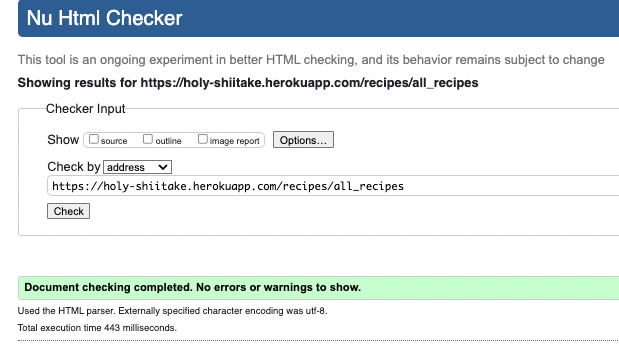 Nu Html Checker
This tool is an ongoing experiment in better HTML checking, and its behavior remains subject to change
Showing results for https://holy-shiitake.herokuapp.com/recipes/all_recipes
Checker Input
Show source outline image report Options...
Check by address
https://holy-shiitake.herokuapp.com/recipes/all_recipes
Check
Document checking completed. No errors or warnings to show.
Used the HTML parser. Externally specified character encoding was utf-8.
Total execution time 443 milliseconds.